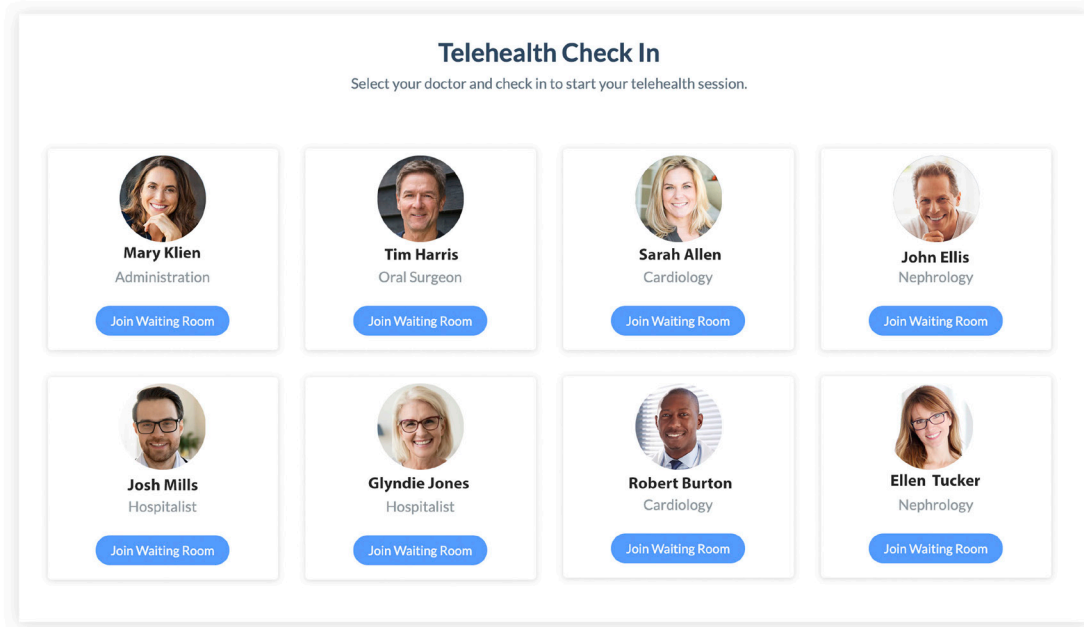 Telehealth Check In
Select your doctor and check in to start your telehealth session.
Mary Klien
Administration
Join Waiting Room
Tim Harris
Oral Surgeon
Join Waiting Room
Sarah Allen
Cardiology
Join Waiting Room
John Ellis
Nephrology
Join Waiting Room
Josh Mills
Hospitalist
Join Waiting Room
Glyndie Jones
Hospitalist
Join Waiting Room
Robert Burton
Cardiology
Join Waiting Room
Ellen Tucker
Nephrology
Join Waiting Room